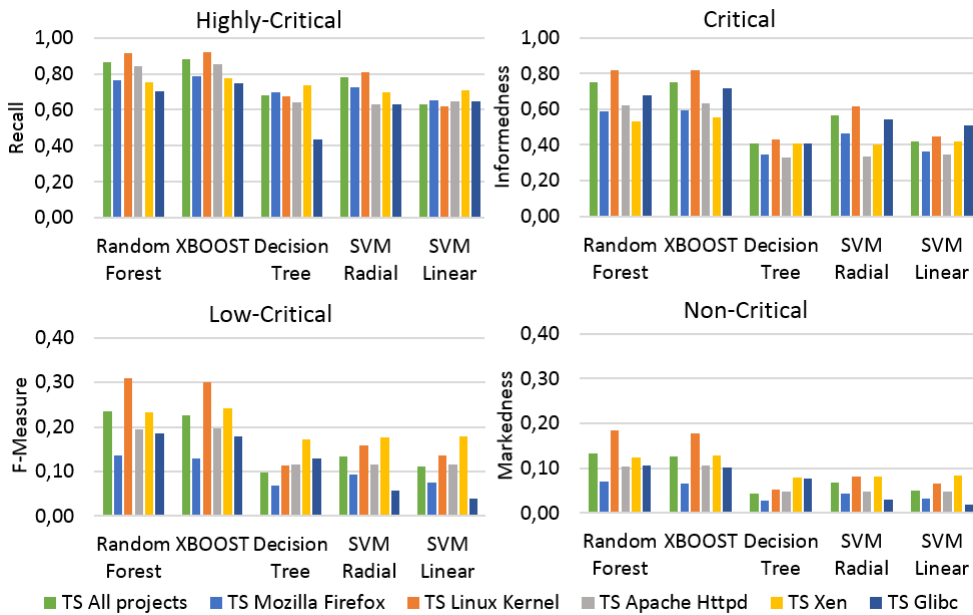 Highly-Critical
Recall
1,00
0,80
0,60
0,40
0,20
0,00
Random XBOOST Decision SVM SVM
Forest Tree Radial Linear
Critical
Informedness
1,00
0,80
0,60
0,40
0,20
0,00
Random XBOOST Decision SVM SVM
Forest Tree Radial Linear
Low-Critical
F-Measure
0,40
0,30
0,20
0,10
0,00
Random XBOOST Decision SVM SVM
Forest Tree Radial Linear
Non-Critical
Markedness
0,40
0,30
0,20
0,10
0,00
Random XBOOST Decision SVM SVM
Forest Tree Radial Linear
TS All projects TS Mozilla Firefox TS Linux Kernel TS Apache Httpd TS Xen TS Glibc